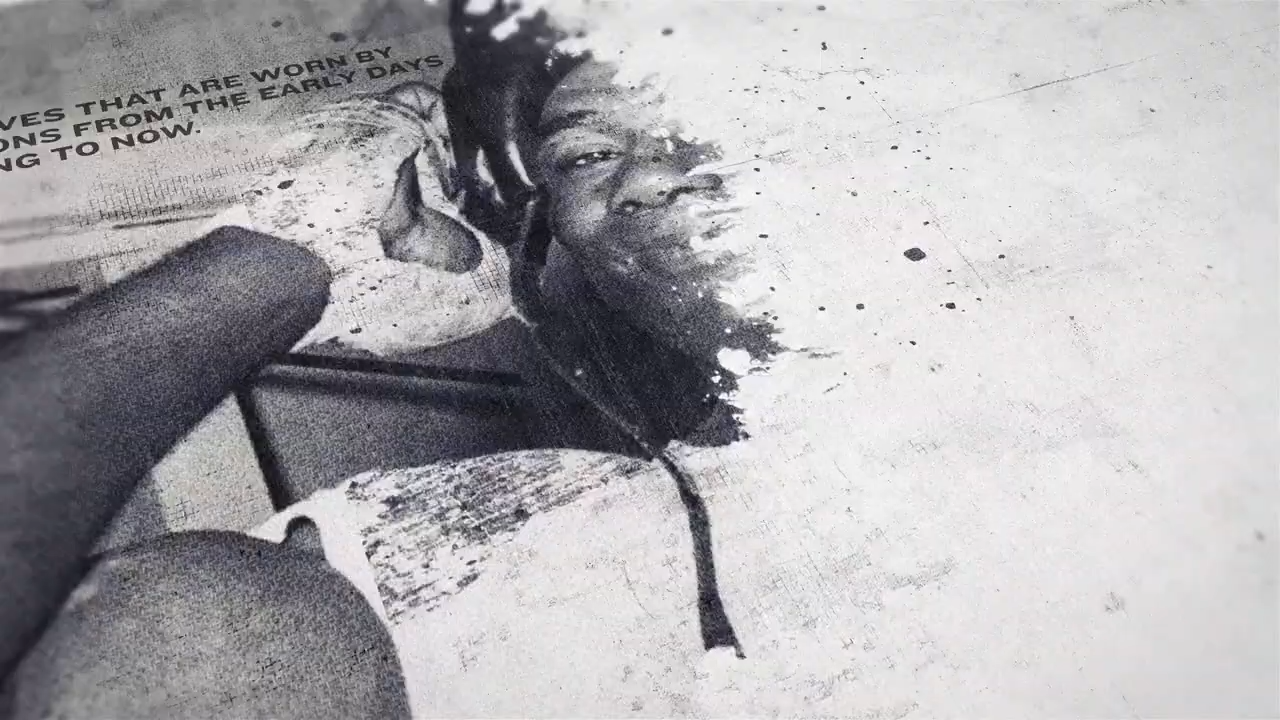 VES THAT ARE WORN BY
ONS FROM THE EARLY DAYS
NG TO NOW.